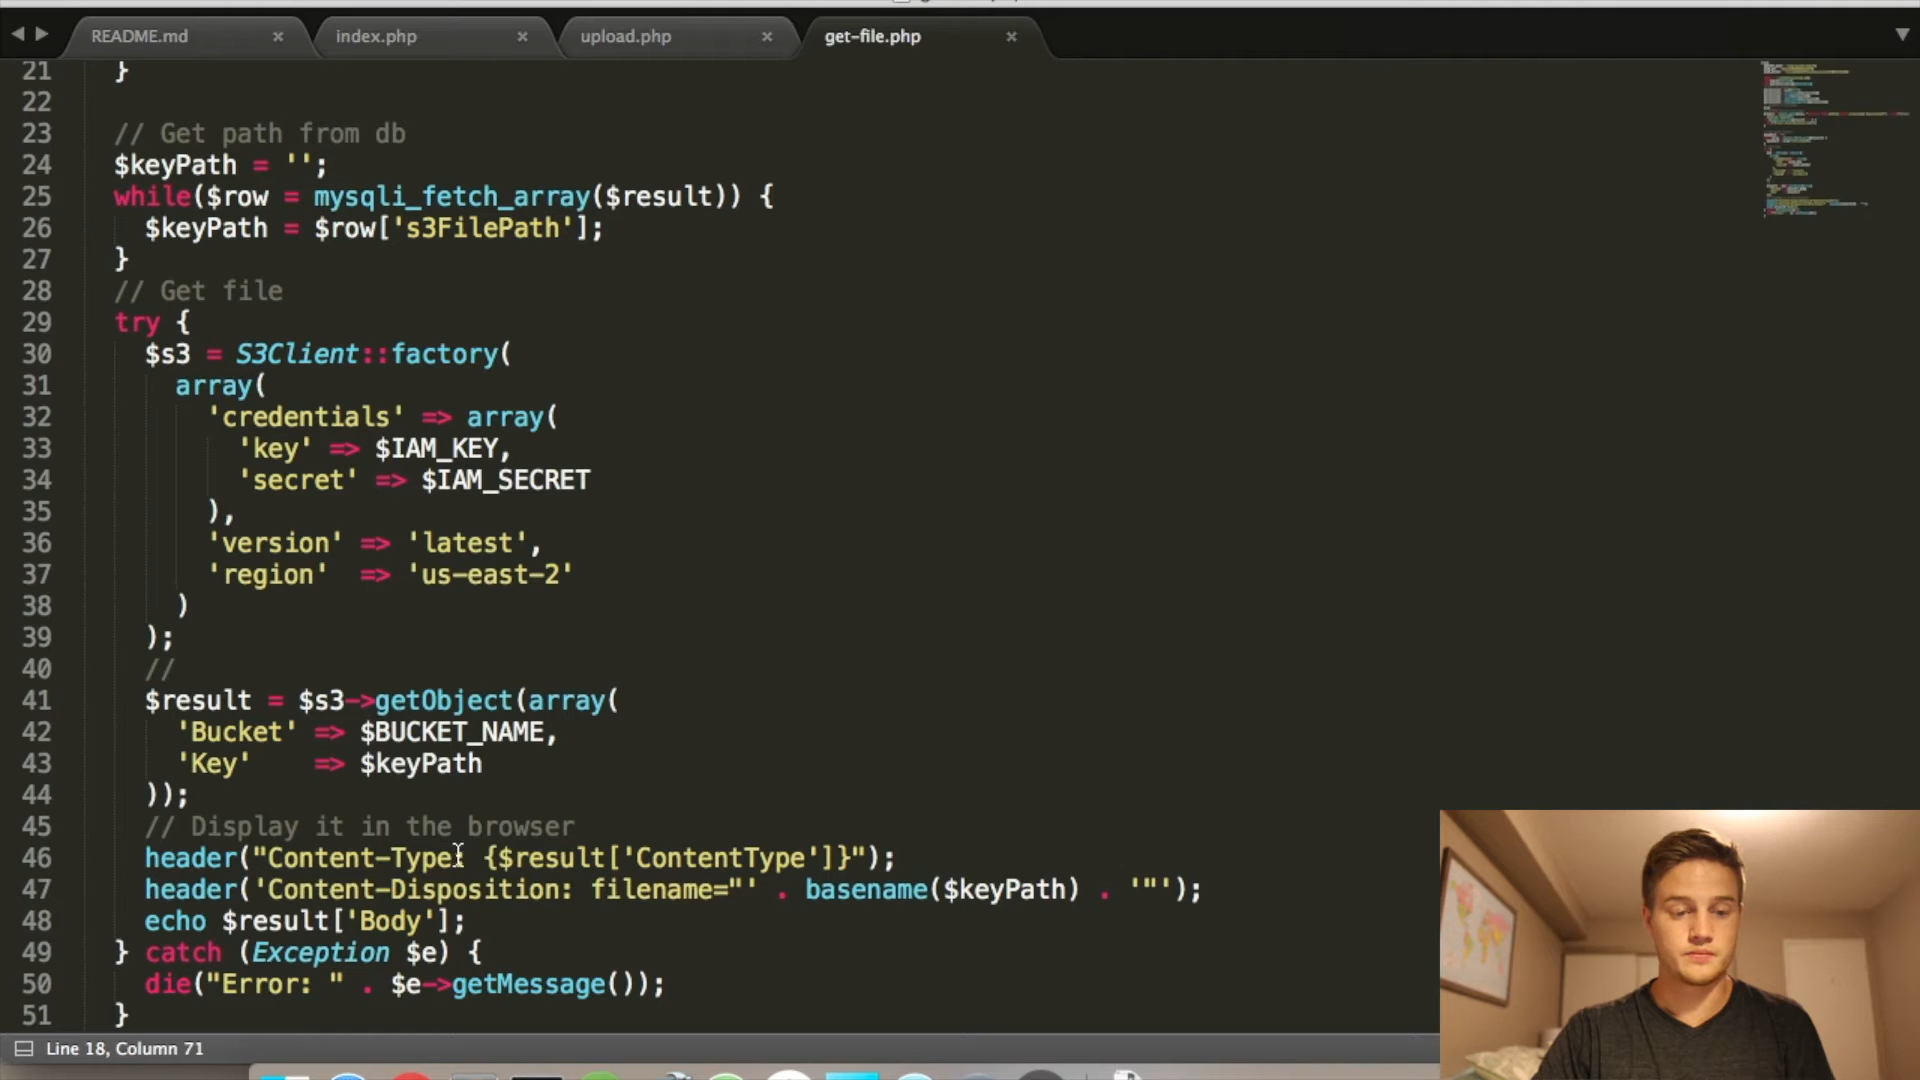 README.md × index.php × upload.php × get-file.php ×
21 }
22
23 // Get path from db
24 $keyPath = '';
25 while($row = mysqli_fetch_array($result)) {
26 $keyPath = $row['s3FilePath'];
27 }
28 // Get file
29 try {
30 $s3 = S3Client::factory(
31 array(
32 'credentials' => array(
33 'key' => $IAM_KEY,
34 'secret' => $IAM_SECRET
35 ),
36 'version' => 'latest',
37 'region' => 'us-east-2'
38 )
39 );
40 //
41 $result = $s3->getObject(array(
42 'Bucket' => $BUCKET_NAME,
43 'Key' => $keyPath
44 ));
45 // Display it in the browser
46 header("Content-Type: {$result['ContentType']}");
47 header('Content-Disposition: filename="' . basename($keyPath) . '"');
48 echo $result['Body'];
49 } catch (Exception $e) {
50 die("Error: " . $e->getMessage());
51 }
Line 18, Column 71